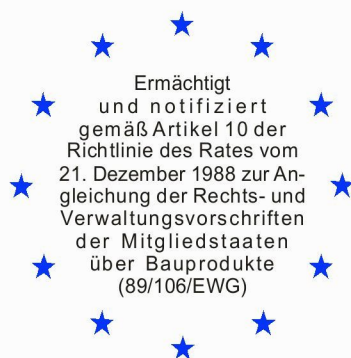 Ermächtigt
und notifiziert
gemäß Artikel 10 der
Richtlinie des Rates vom
21. Dezember 1988 zur An-
gleichung der Rechts- und
Verwaltungsvorschriften
der Mitgliedstaaten
über Bauprodukte
(89/106/EWG)